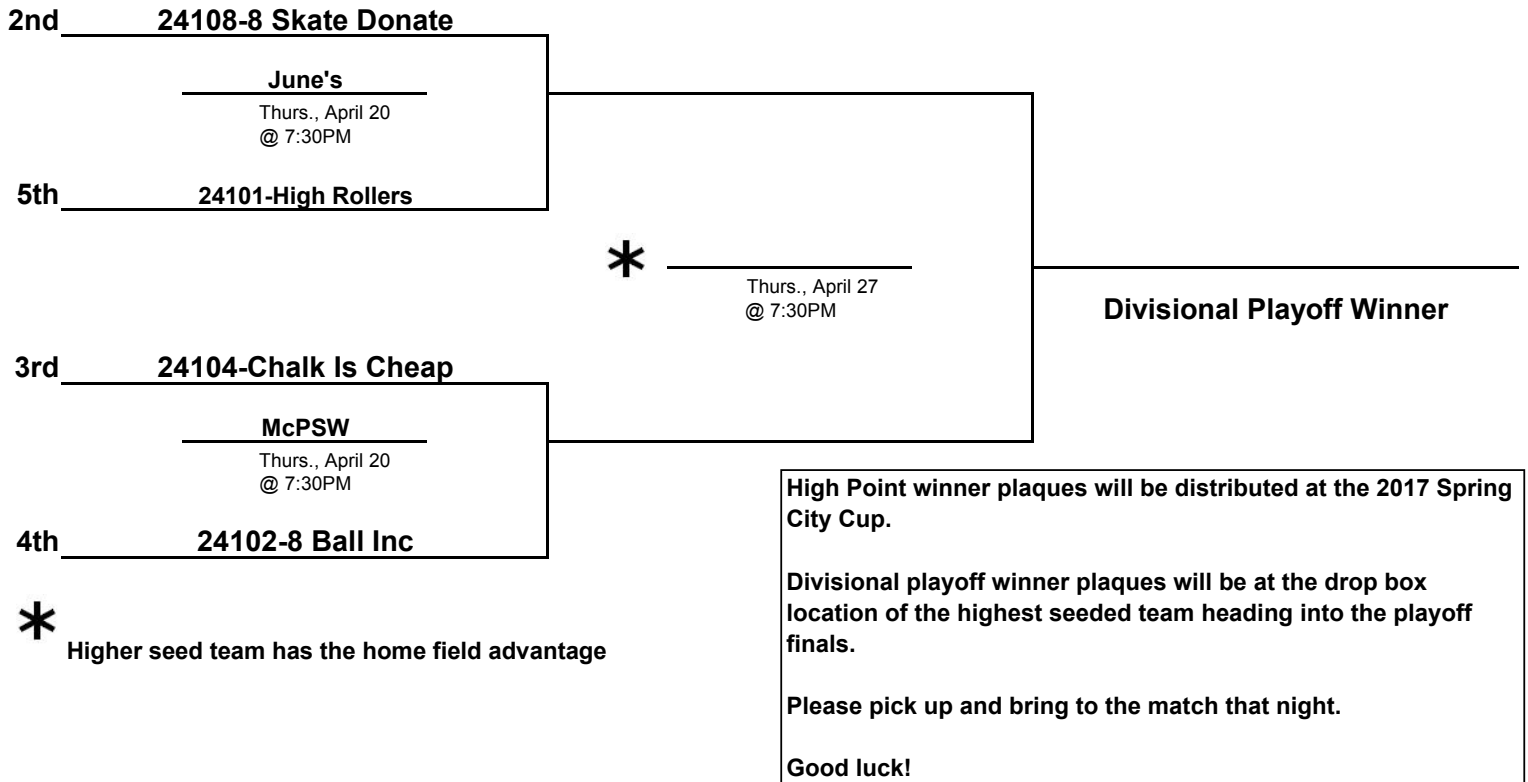 2nd 24108-8 Skate Donate
June's
Thurs., April 20
@ 7:30PM
5th 24101-High Rollers
*
Thurs., April 27
@ 7:30PM
Divisional Playoff Winner
3rd 24104-Chalk Is Cheap
McPSW
Thurs., April 20
@ 7:30PM
4th 24102-8 Ball Inc
* Higher seed team has the home field advantage
High Point winner plaques will be distributed at the 2017 Spring
City Cup.
Divisional playoff winner plaques will be at the drop box
location of the highest seeded team heading into the playoff
finals.
Please pick up and bring to the match that night.
Good luck!